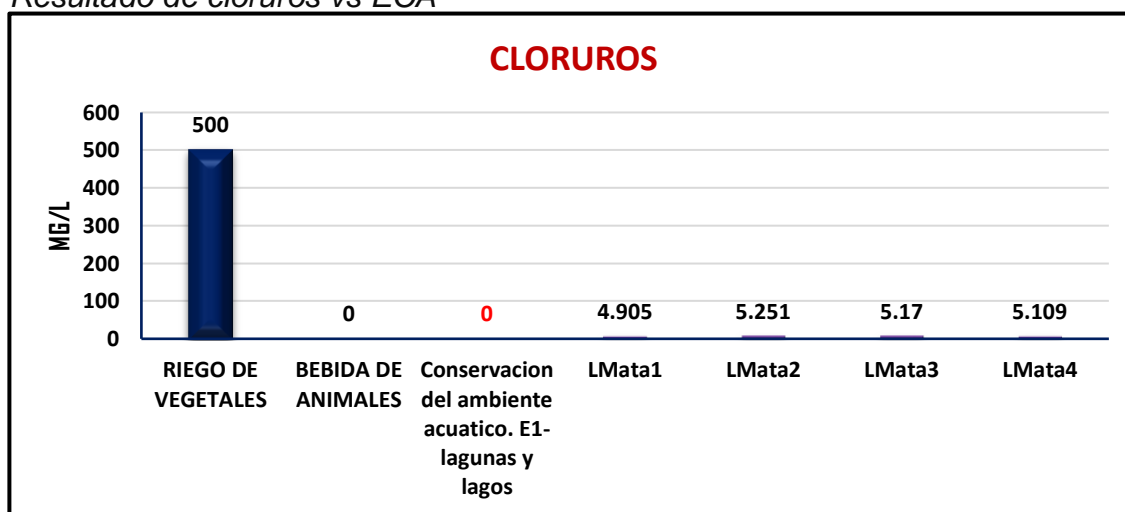 Resultado de cloruros vs ECA
CLORUROS
MG/L
600
500
400
300
200
100
0
500
0
0
4.905
5.251
5.17
5.109
RIEGO DE
VEGETALES
BEBIDA DE
ANIMALES
Conservacion
del ambiente
acuatico. E1-
lagunas y
lagos
LMata1
LMata2
LMata3
LMata4